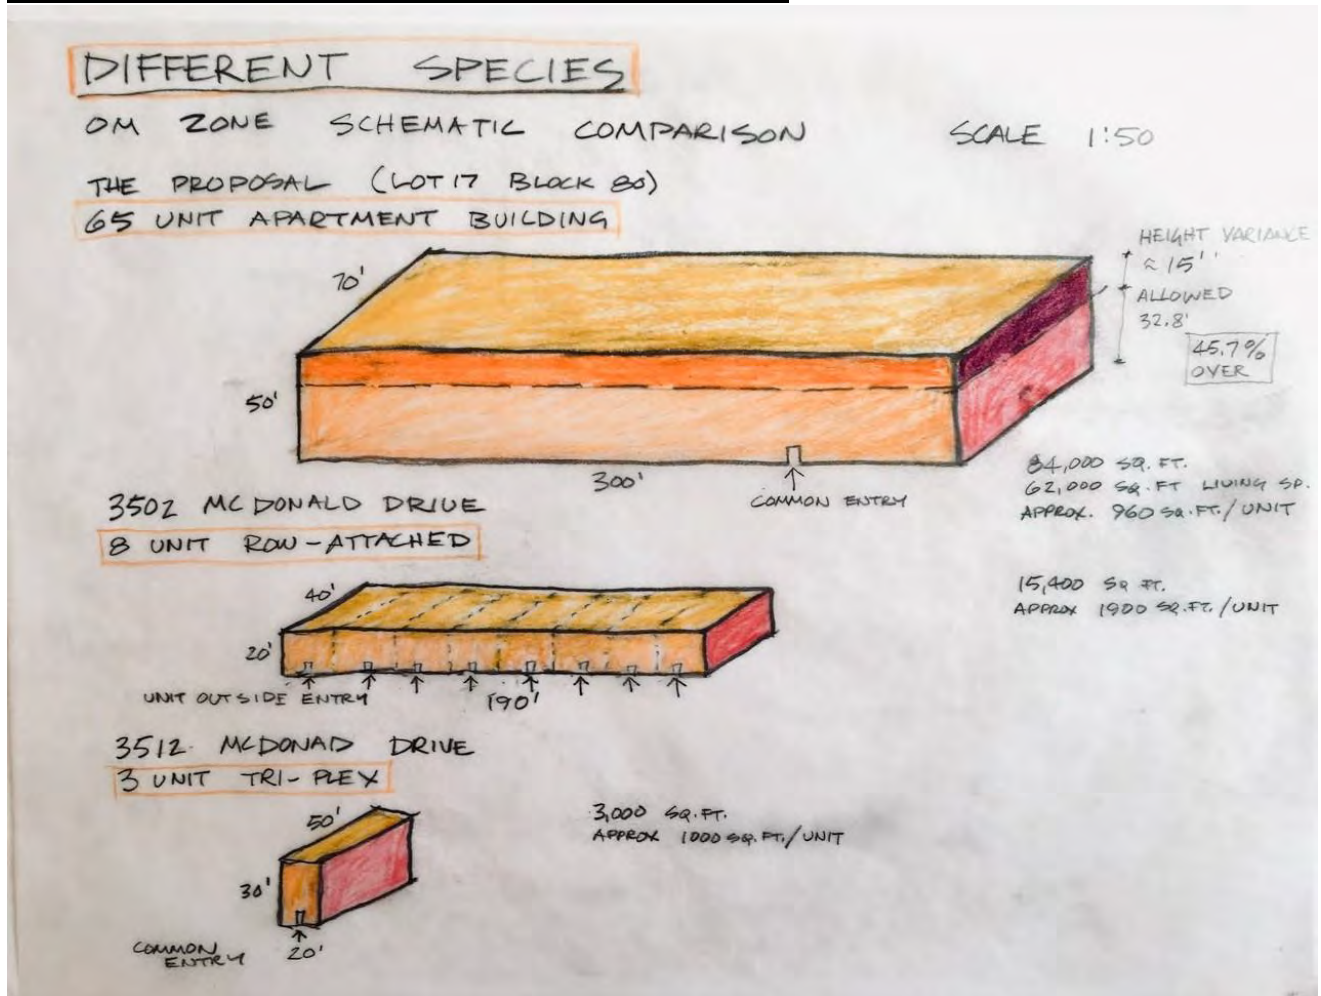 DIFFERENT SPECIES
OM ZONE SCHEMATIC COMPARISON SCALE 1:50
THE PROPOSAL (LOT 17 BLOCK 80)
65 UNIT APARTMENT BUILDING
HEIGHT VARIANCE
≈ 15'
ALLOWED
32.8'
45.7%
OVER
70'
50'
300'
COMMON ENTRY
84,000 SQ. FT.
62,000 SQ. FT LIVING SP.
APPROX. 960 SQ. FT./UNIT
3502 MCDONALD DRIVE
8 UNIT ROW-ATTACHED
40'
20'
UNIT OUTSIDE ENTRY
190'
15,400 SQ FT.
APPROX 1900 SQ. FT./UNIT
3512 MCDONAD DRIVE
3 UNIT TRI-PLEX
50'
30'
COMMON
ENTRY
20'
3,000 SQ. FT.
APPROX 1000 SQ. FT./UNIT